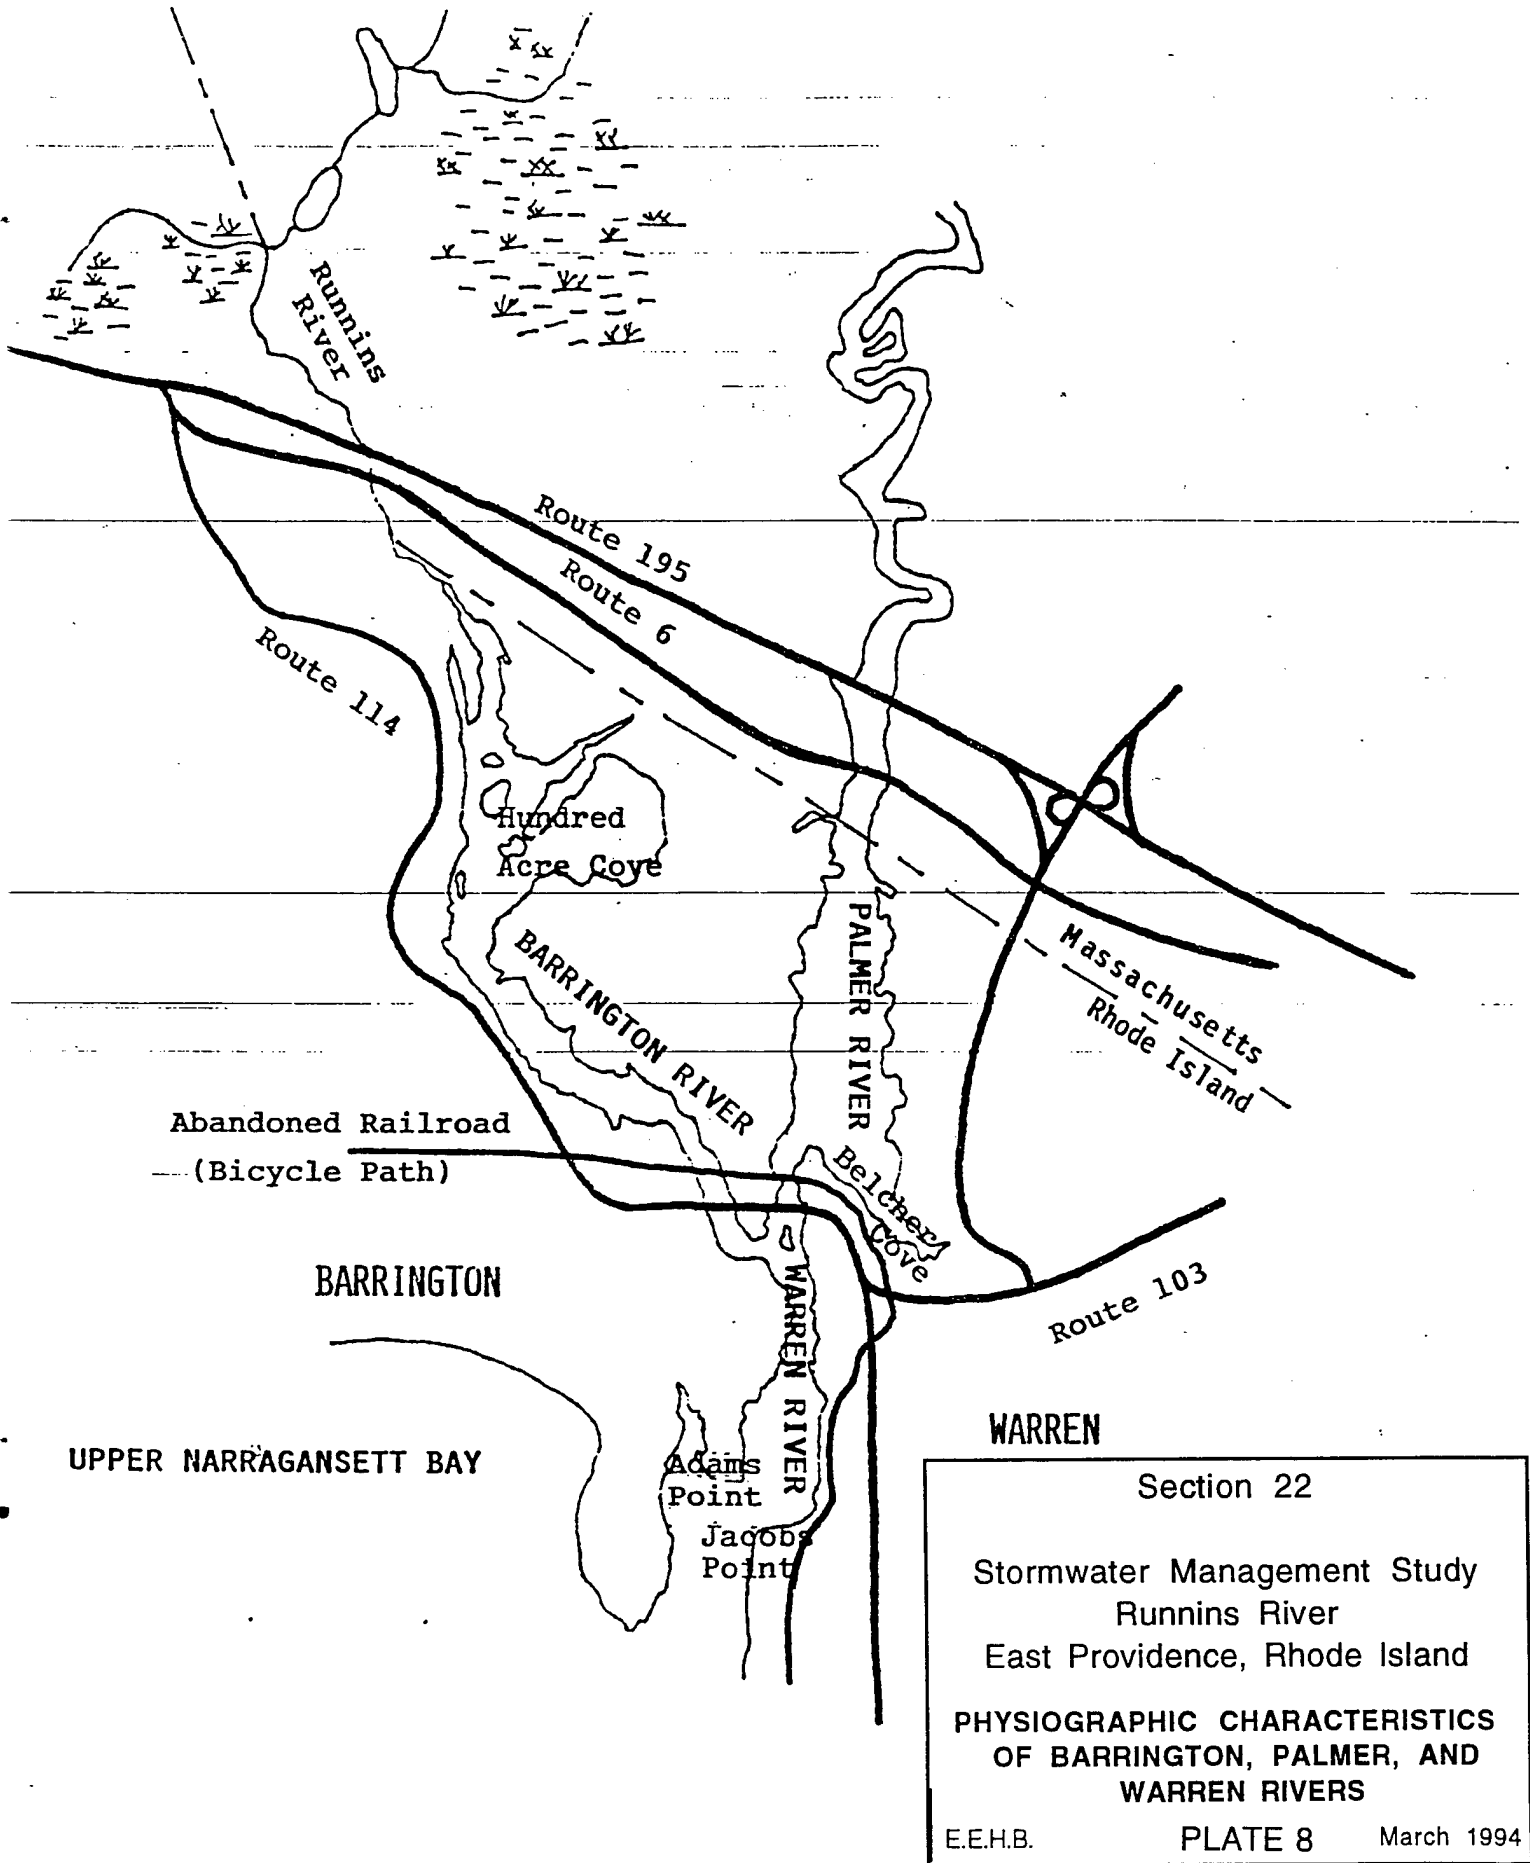 Runnins
River
Route 195
Route 6
Route 114
Hundred
Acre Cove
BARRINGTON RIVER
PALMER RIVER
Massachusetts
Rhode Island
Abandoned Railroad
(Bicycle Path)
Belcher
Cove
BARRINGTON
WARREN RIVER
Route 103
WARREN
UPPER NARRAGANSETT BAY
Adams
Point
Jacobs
Point
Section 22
Stormwater Management Study
Runnins River
East Providence, Rhode Island
PHYSIOGRAPHIC CHARACTERISTICS
OF BARRINGTON, PALMER, AND
WARREN RIVERS
E.E.H.B. PLATE 8 March 1994